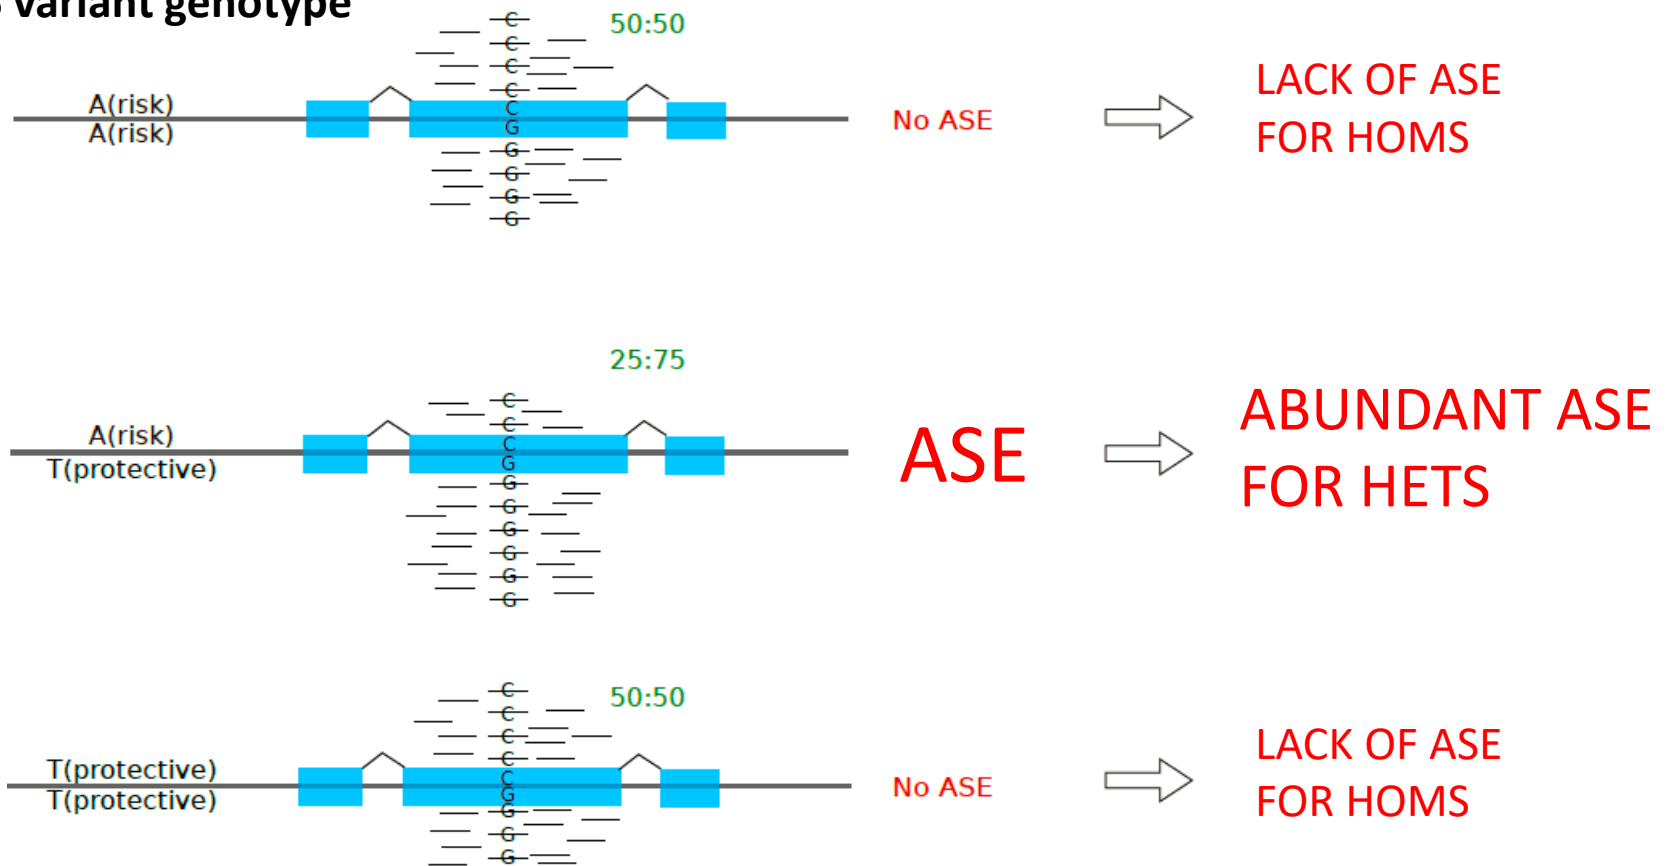 variant genotype
C
50:50
C
C
C
A(risk)
C
A(risk)
G
No ASE
LACK OF ASE
FOR HOMS
G
G
G
G
25:75
C
C
A(risk)
C
T(protective)
G
ASE
ABUNDANT ASE
FOR HETS
G
G
G
G
G
G
C
50:50
C
C
C
T(protective)
C
T(protective)
G
No ASE
LACK OF ASE
FOR HOMS
G
G
G